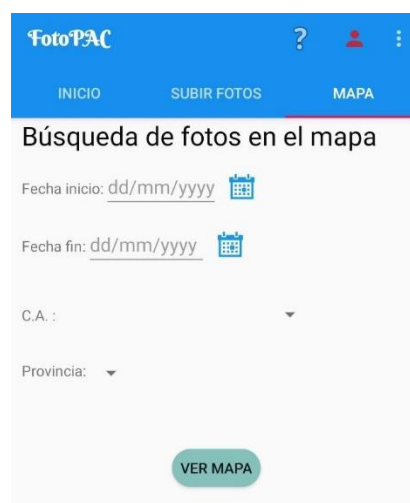 FotoPAC ?
INICIO SUBIR FOTOS MAPA
Búsqueda de fotos en el mapa
Fecha inicio: dd/mm/yyyy
Fecha fin: dd/mm/yyyy
C.A. :
Provincia:
VER MAPA